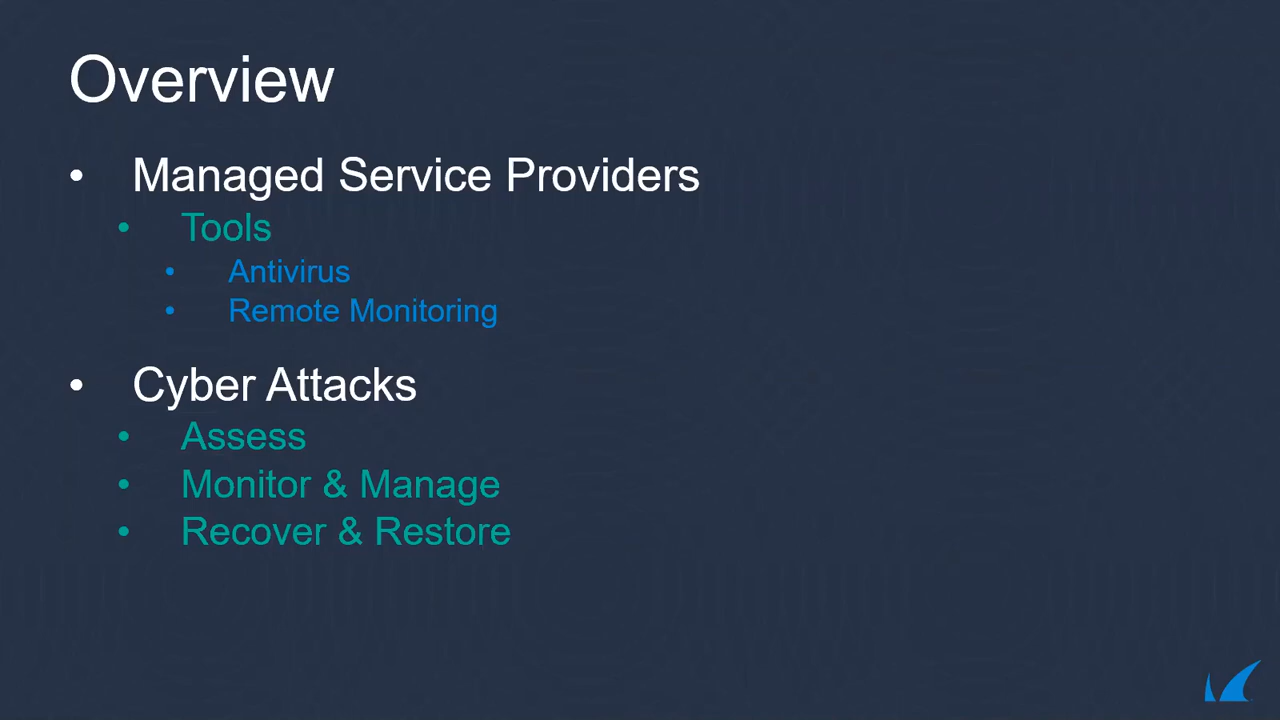 Overview
• Managed Service Providers
• Tools
• Antivirus
• Remote Monitoring
• Cyber Attacks
• Assess
• Monitor & Manage
• Recover & Restore